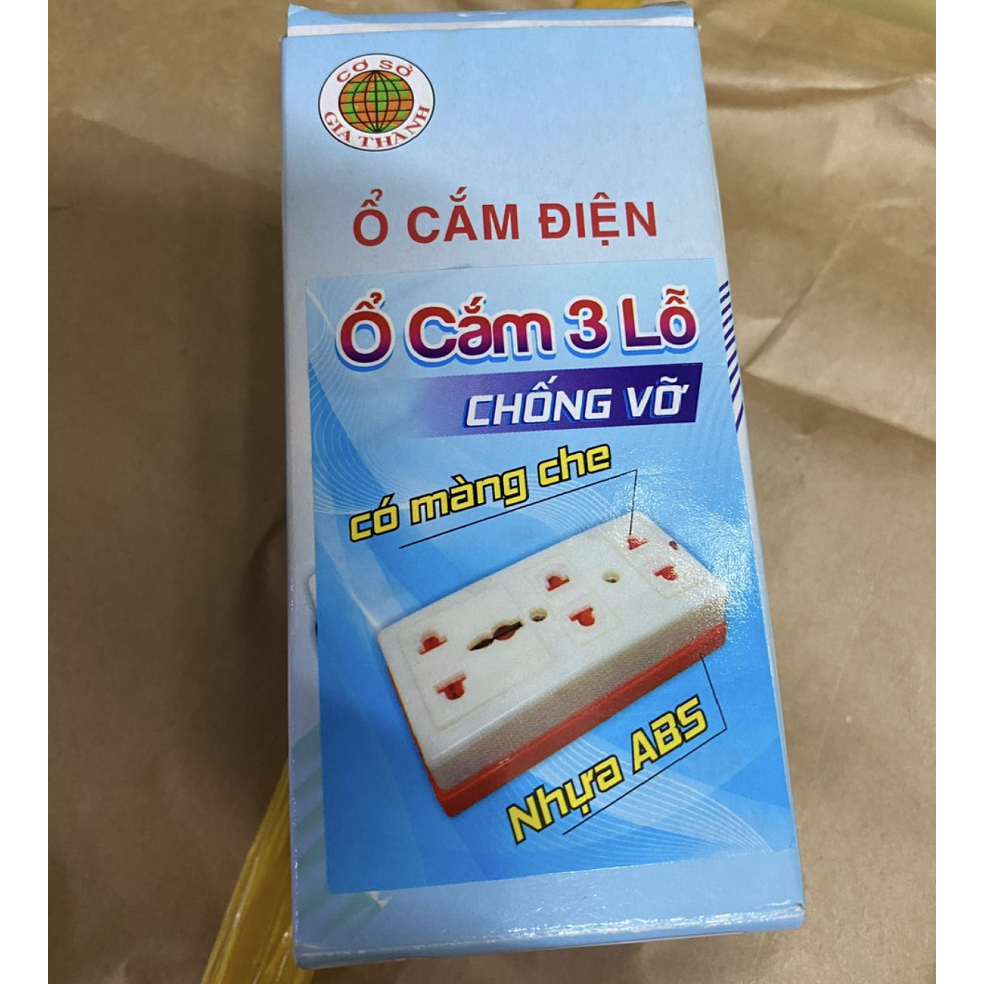 CƠ SỞ
GIA THÀNH
Ổ CẮM ĐIỆN
Ổ Cắm 3 Lỗ
CHỐNG VỠ
có màng che
Nhựa ABS